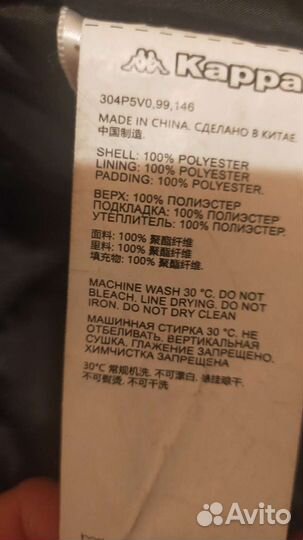 Kappa
304P5V0,99,146
MADE IN CHINA. СДЕЛАНО В КИТАЕ.
中国制造.
SHELL: 100% POLYESTER
LINING: 100% POLYESTER
PADDING: 100% POLYESTER.
ВЕРХ: 100% ПОЛИЭСТЕР
ПОДКЛАДКА: 100% ПОЛИЭСТЕР
УТЕПЛИТЕЛЬ: 100% ПОЛИЭСТЕР.
面料: 100% 聚酯纤维
里料: 100% 聚酯纤维
填充物: 100% 聚酯纤维.
MACHINE WASH 30 °C. DO NOT
BLEACH. LINE DRYING. DO NOT
IRON. DO NOT DRY CLEAN
МАШИННАЯ СТИРКА 30 °C. НЕ
ОТБЕЛИВАТЬ. ВЕРТИКАЛЬНАЯ
СУШКА. ГЛАЖЕНИЕ ЗАПРЕЩЕНО.
ХИМЧИСТКА ЗАПРЕЩЕНО
30°C 常规机洗. 不可漂白. 悬挂晾干.
不可熨烫. 不可干洗
Avito